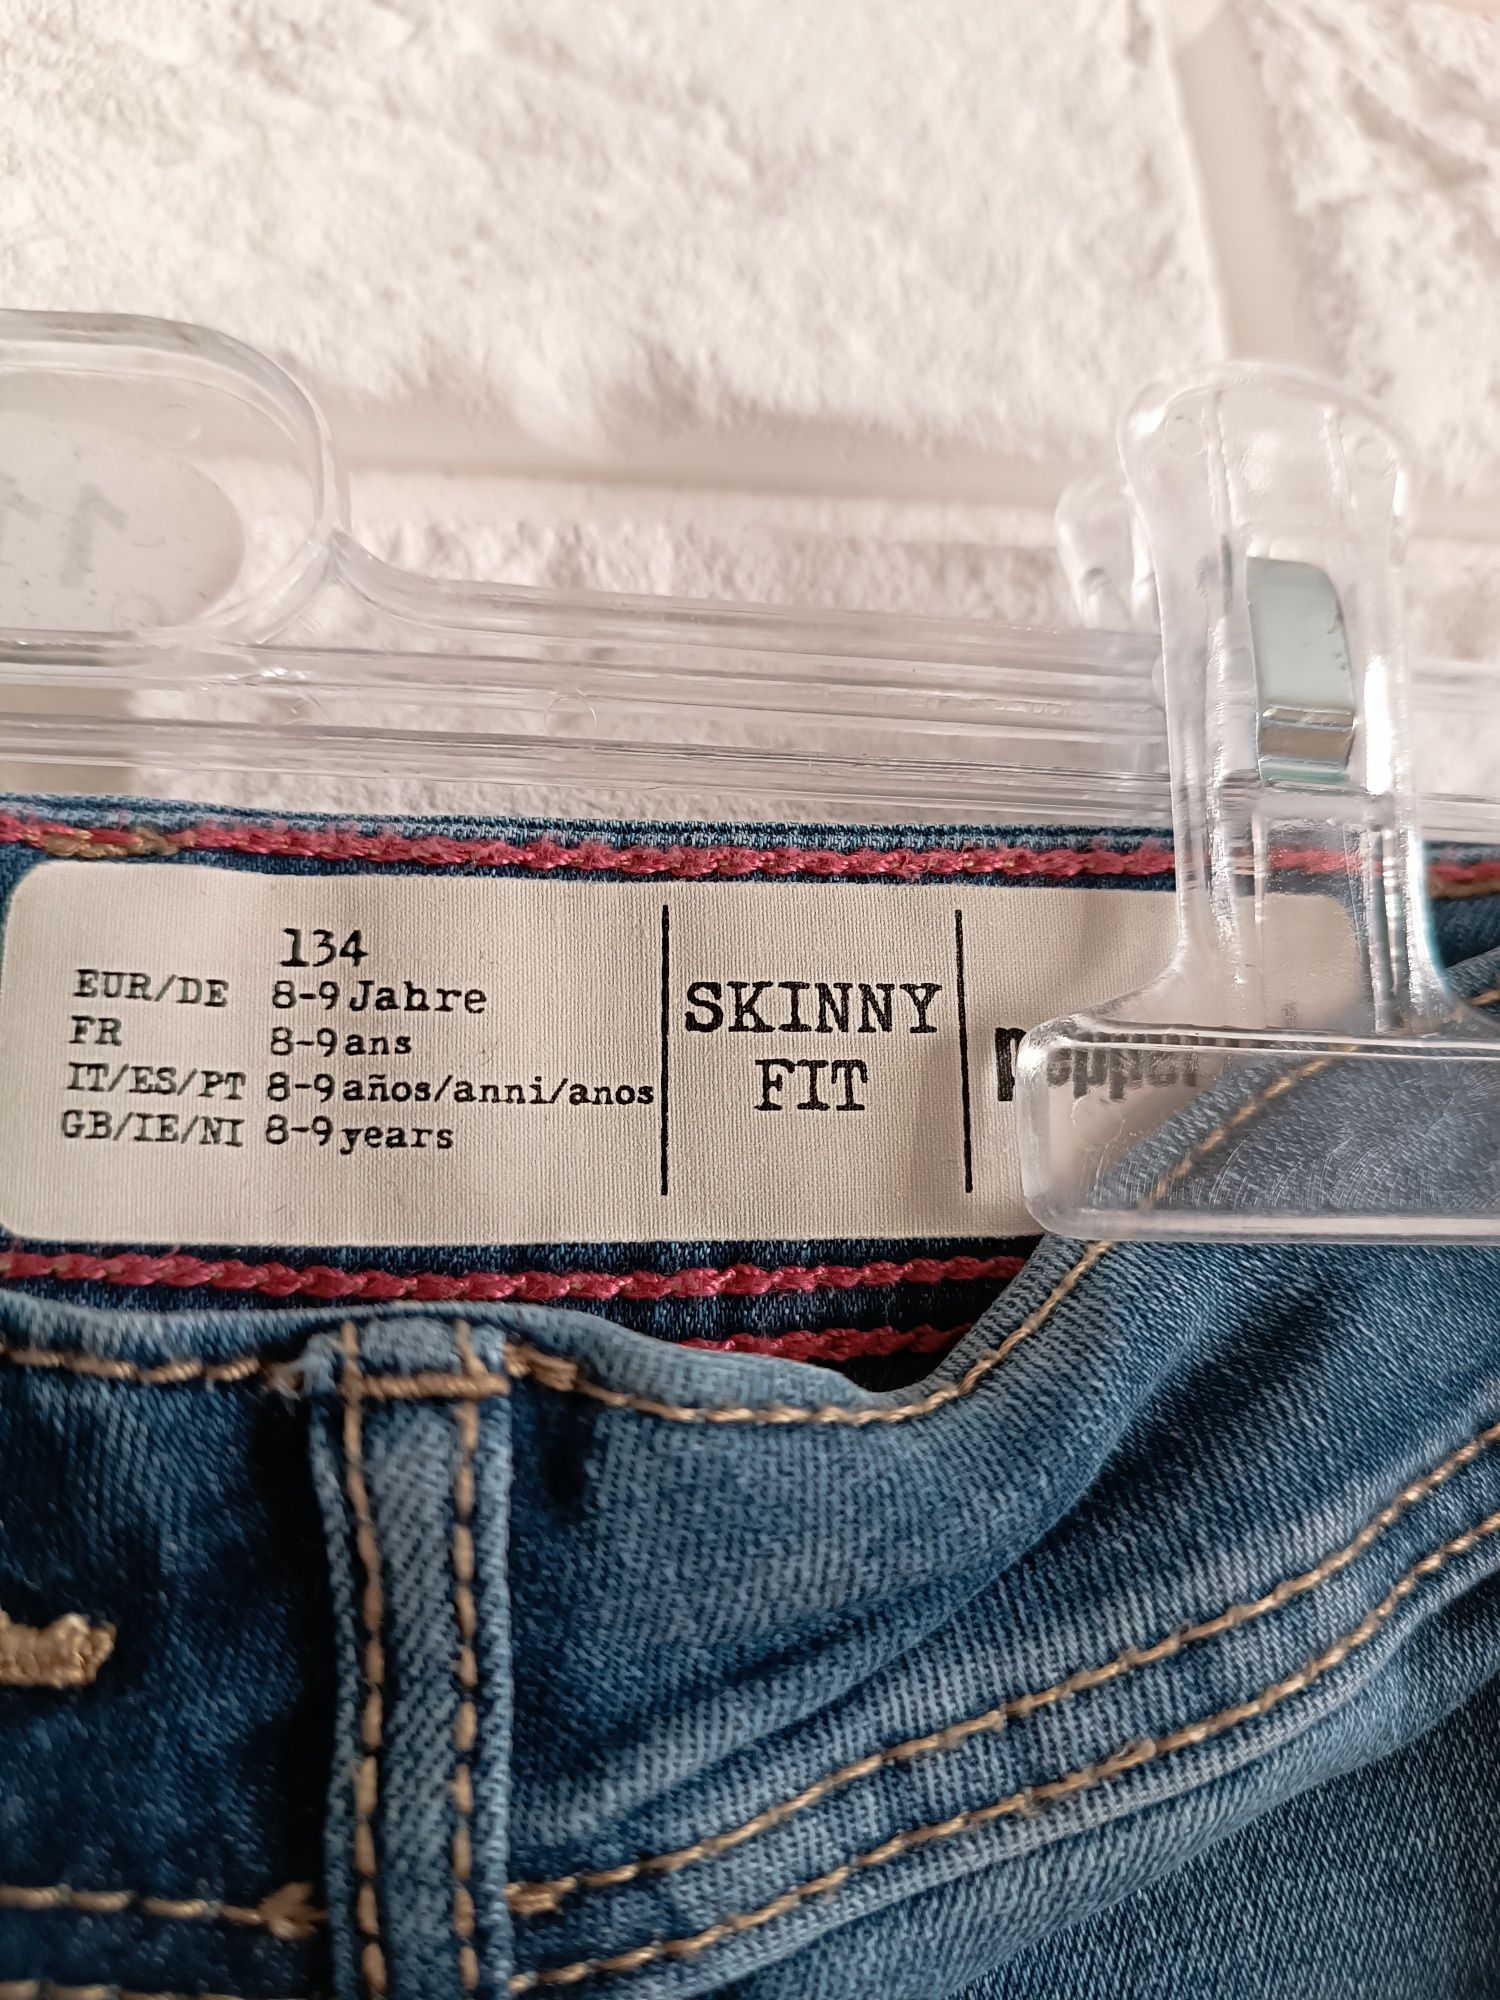 134
EUR/DE 8-9 Jahre
FR 8-9 ans
IT/ES/PT 8-9 años/anni/anos
GB/IE/NI 8-9 years
SKINNY
FIT